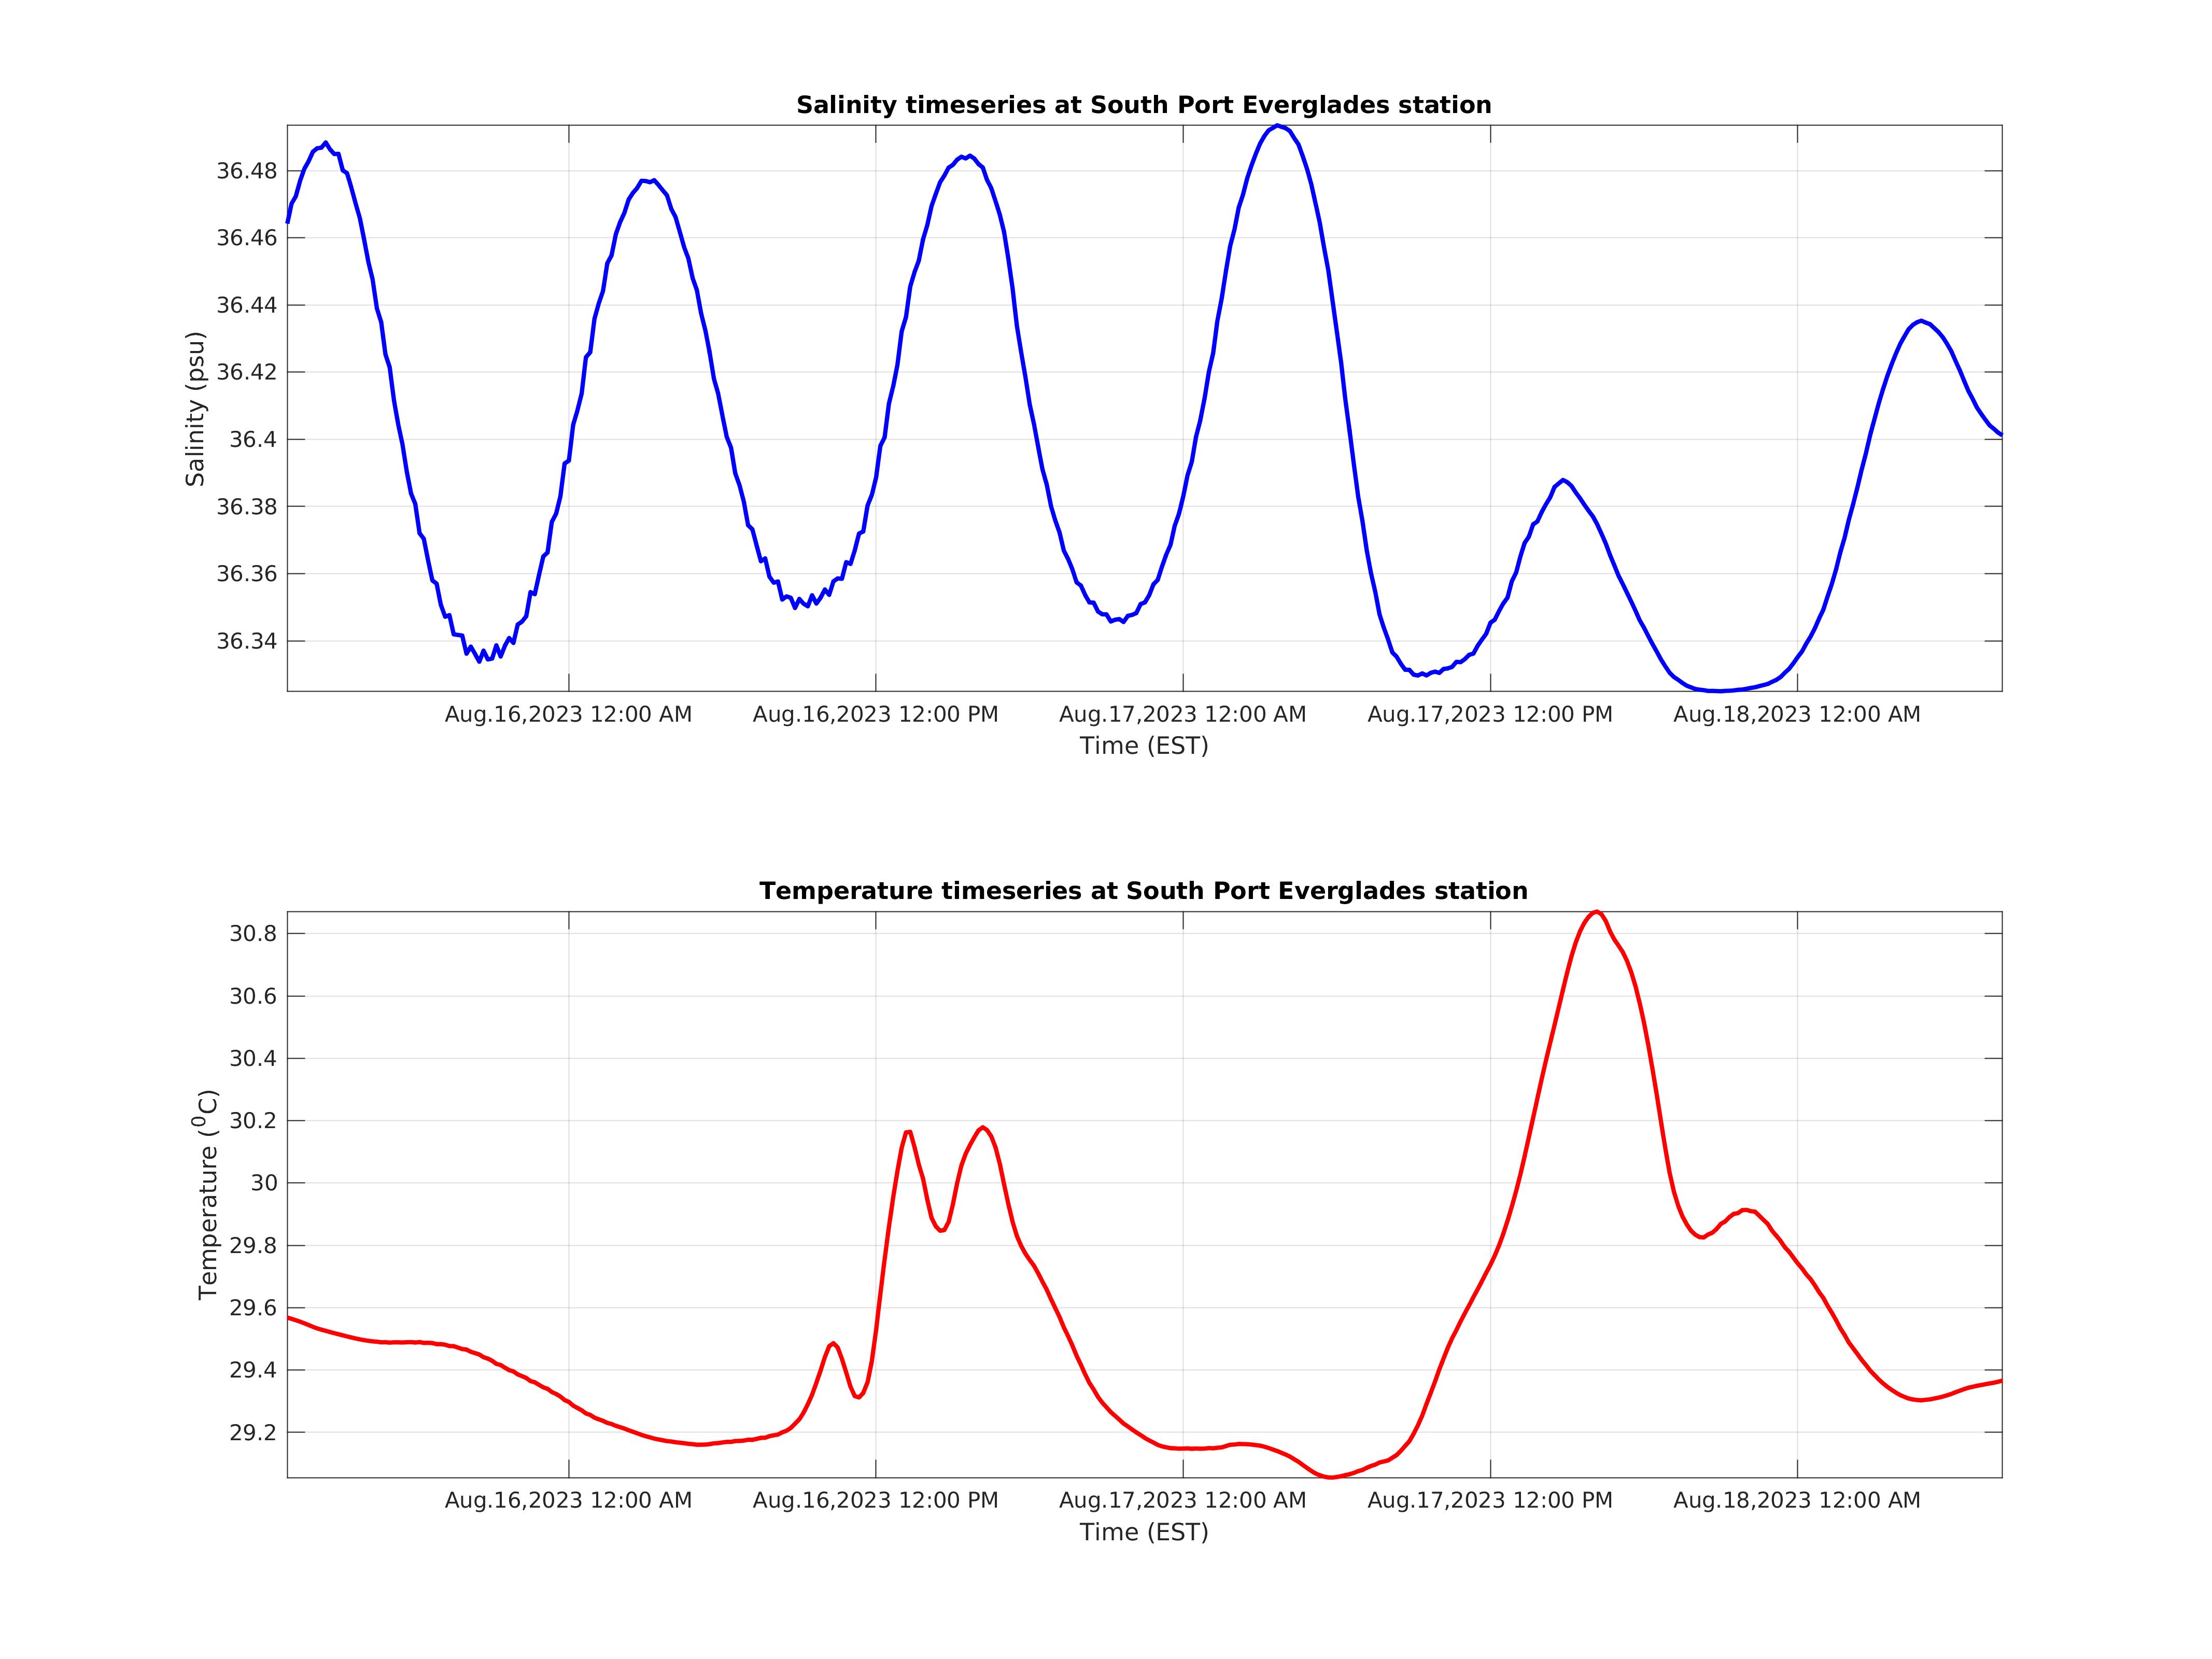 Salinity timeseries at South Port Everglades station
36.48
36.46
36.44
36.42
36.4
36.38
36.36
36.34
Salinity (psu)
Aug.16,2023 12:00 AM Aug.16,2023 12:00 PM Aug.17,2023 12:00 AM Aug.17,2023 12:00 PM Aug.18,2023 12:00 AM
Time (EST)
Temperature timeseries at South Port Everglades station
30.8
30.6
30.4
30.2
30
29.8
29.6
29.4
29.2
Temperature (⁰C)
Aug.16,2023 12:00 AM Aug.16,2023 12:00 PM Aug.17,2023 12:00 AM Aug.17,2023 12:00 PM Aug.18,2023 12:00 AM
Time (EST)